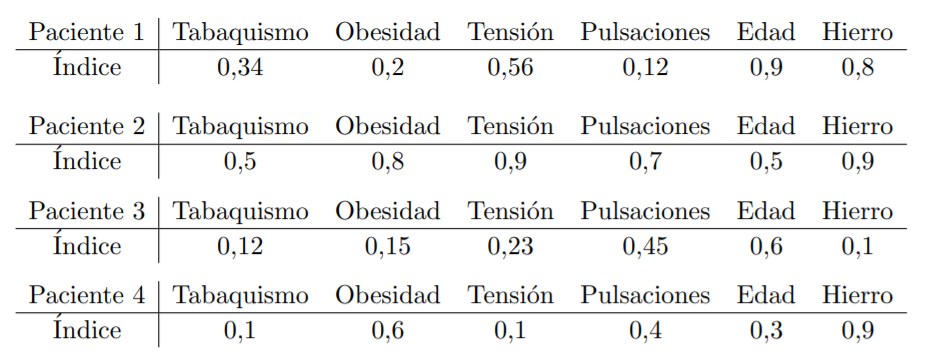 Paciente 1 Tabaquismo Obesidad Tensión Pulsaciones Edad Hierro
Índice 0,34 0,2 0,56 0,12 0,9 0,8
Paciente 2 Tabaquismo Obesidad Tensión Pulsaciones Edad Hierro
Índice 0,5 0,8 0,9 0,7 0,5 0,9
Paciente 3 Tabaquismo Obesidad Tensión Pulsaciones Edad Hierro
Índice 0,12 0,15 0,23 0,45 0,6 0,1
Paciente 4 Tabaquismo Obesidad Tensión Pulsaciones Edad Hierro
Índice 0,1 0,6 0,1 0,4 0,3 0,9